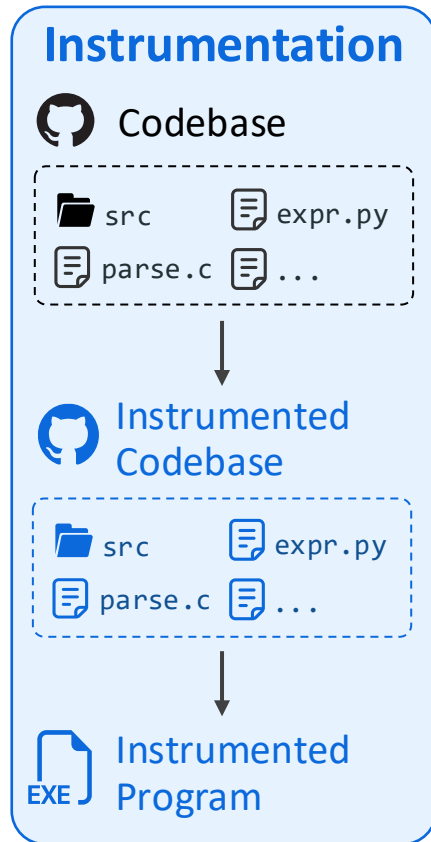 Instrumentation
Codebase
src expr.py
parse.c ...
Instrumented
Codebase
src expr.py
parse.c ...
EXE
Instrumented
Program